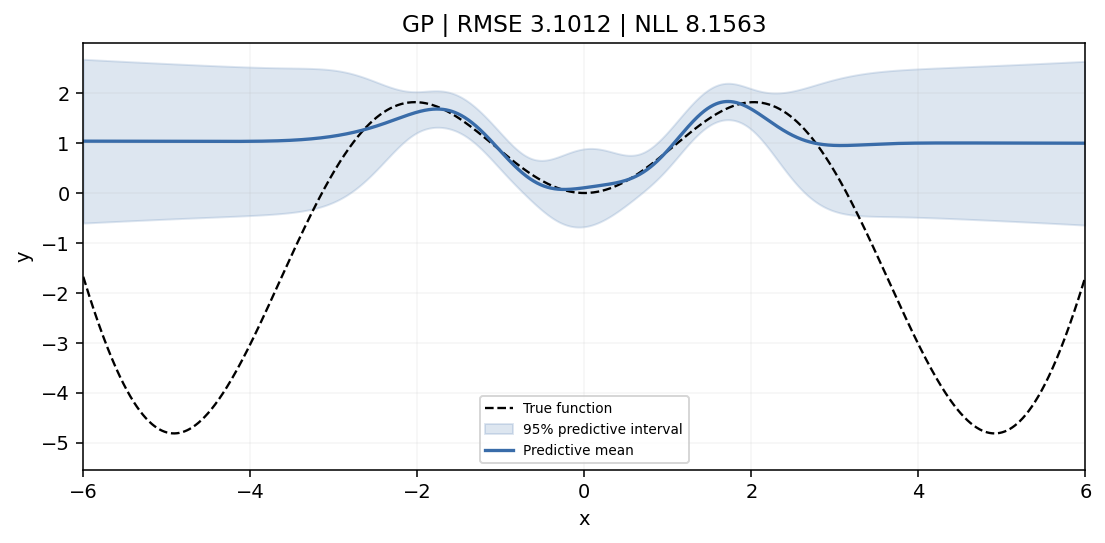 GP | RMSE 3.1012 | NLL 8.1563
y
2
1
0
−1
−2
−3
−4
−5
True function
95% predictive interval
Predictive mean
−6 −4 −2 0 2 4 6
x